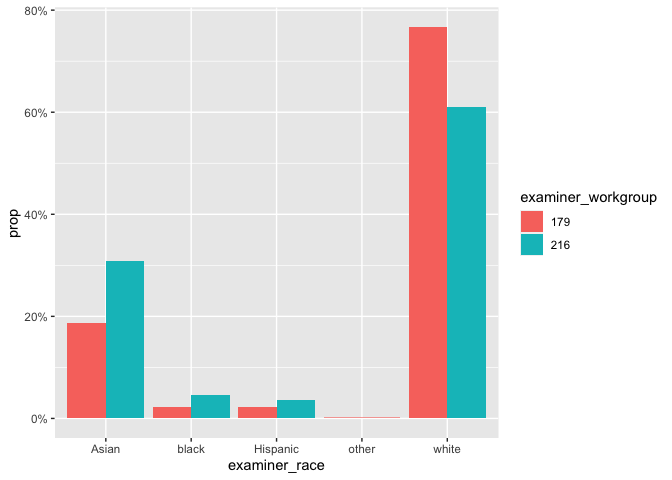 80%
60%
40%
20%
0%
prop
Asian
black
Hispanic
other
white
examiner_race
examiner_workgroup
179
216